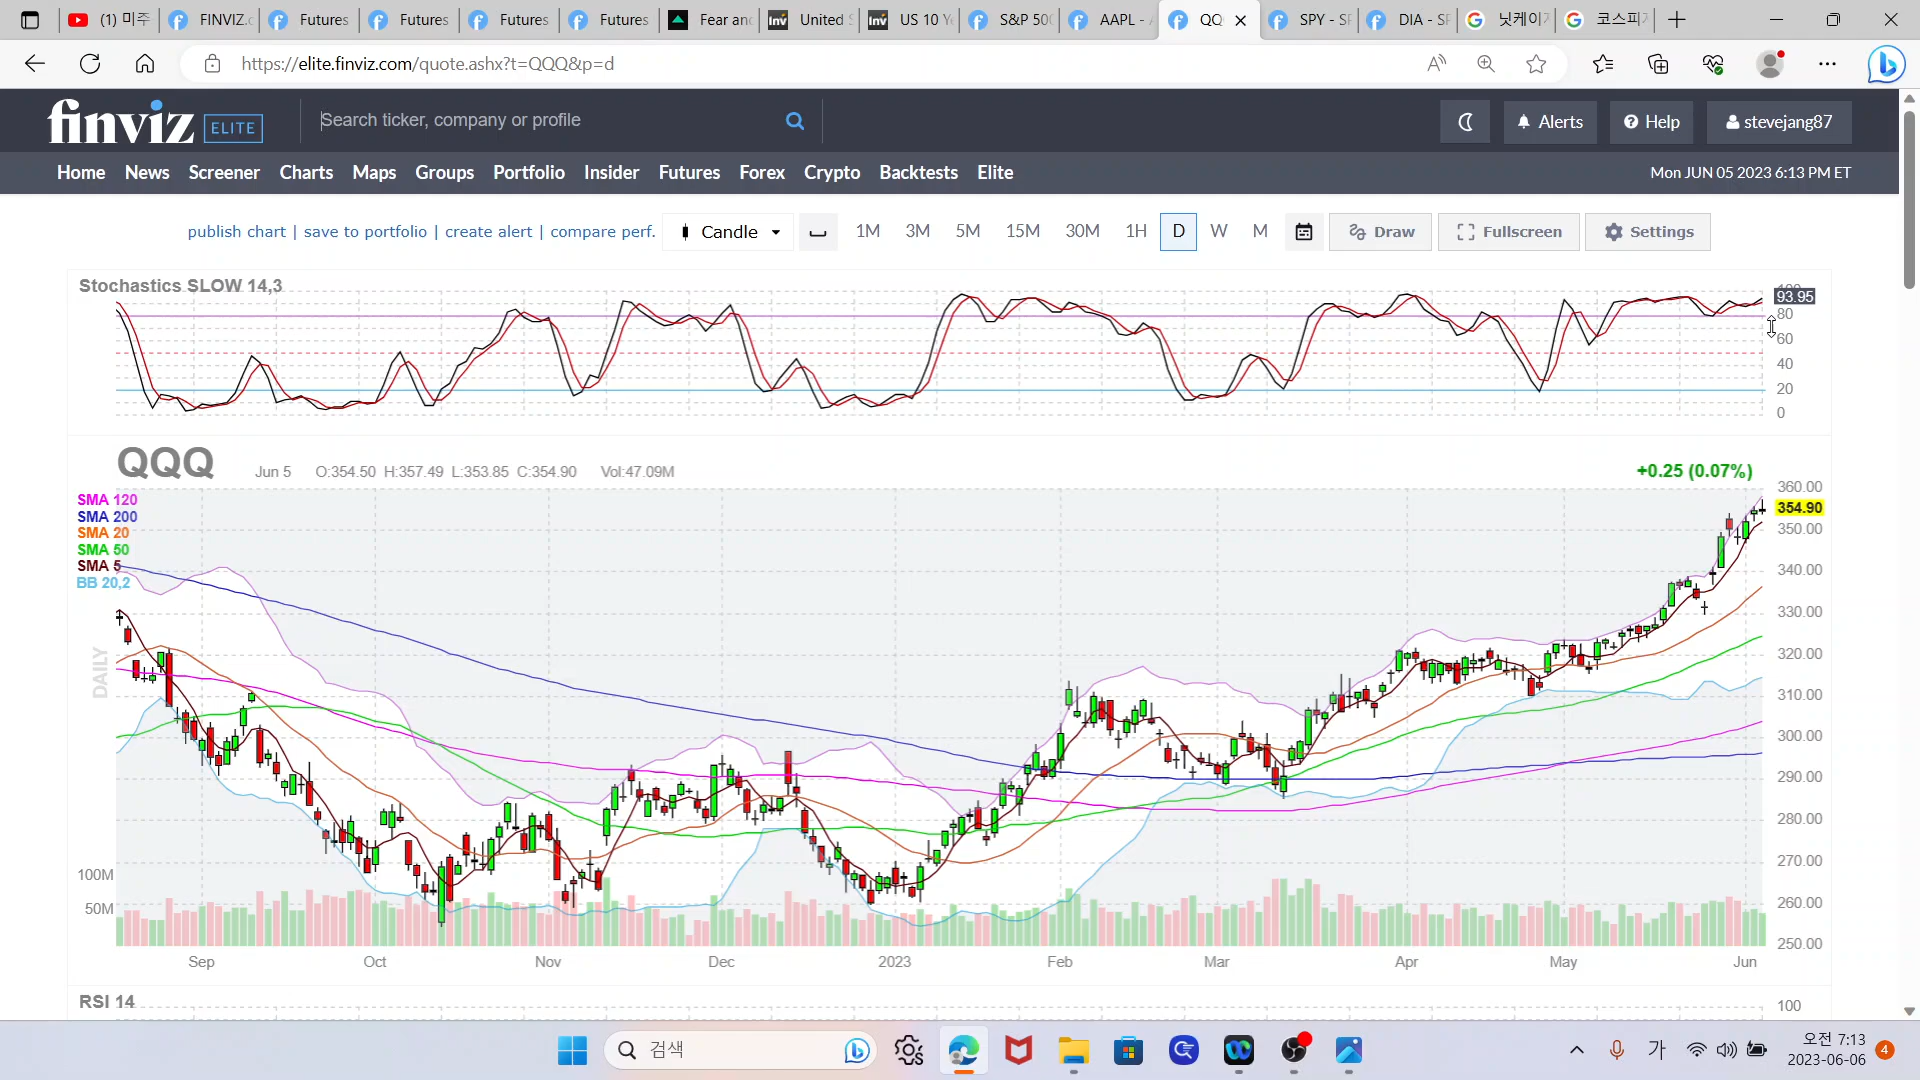 (1) 미주
FINVIZ.c
Futures
Futures
Futures
Futures
Fear and
United S
US 10 Y
S&P 500
AAPL -
QQ
SPY - SP
DIA - SP
닛케이
코스피
https://elite.finviz.com/quote.ashx?t=QQQ&p=d
finviz ELITE
Search ticker, company or profile
Alerts
Help
stevejang87
Home News Screener Charts Maps Groups Portfolio Insider Futures Forex Crypto Backtests Elite
Mon JUN 05 2023 6:13 PM ET
publish chart | save to portfolio | create alert | compare perf.
Candle
1M 3M 5M 15M 30M 1H D W M
Draw
Fullscreen
Settings
Stochastics SLOW 14,3
100
93.95
80
60
40
20
0
QQQ
Jun 5 O:354.50 H:357.49 L:353.85 C:354.90 Vol:47.09M
+0.25 (0.07%)
SMA 120
SMA 200
SMA 20
SMA 50
SMA 5
BB 20,2
DAILY
360.00
354.90
350.00
340.00
330.00
320.00
310.00
300.00
290.00
280.00
270.00
260.00
250.00
100M
50M
Sep Oct Nov Dec 2023 Feb Mar Apr May Jun
RSI 14
100
검색
가
오전 7:13
2023-06-06
4